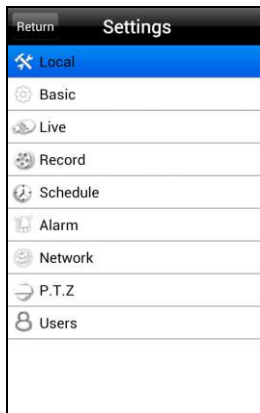 Return Settings
Local
Basic
Live
Record
Schedule
Alarm
Network
P.T.Z
Users